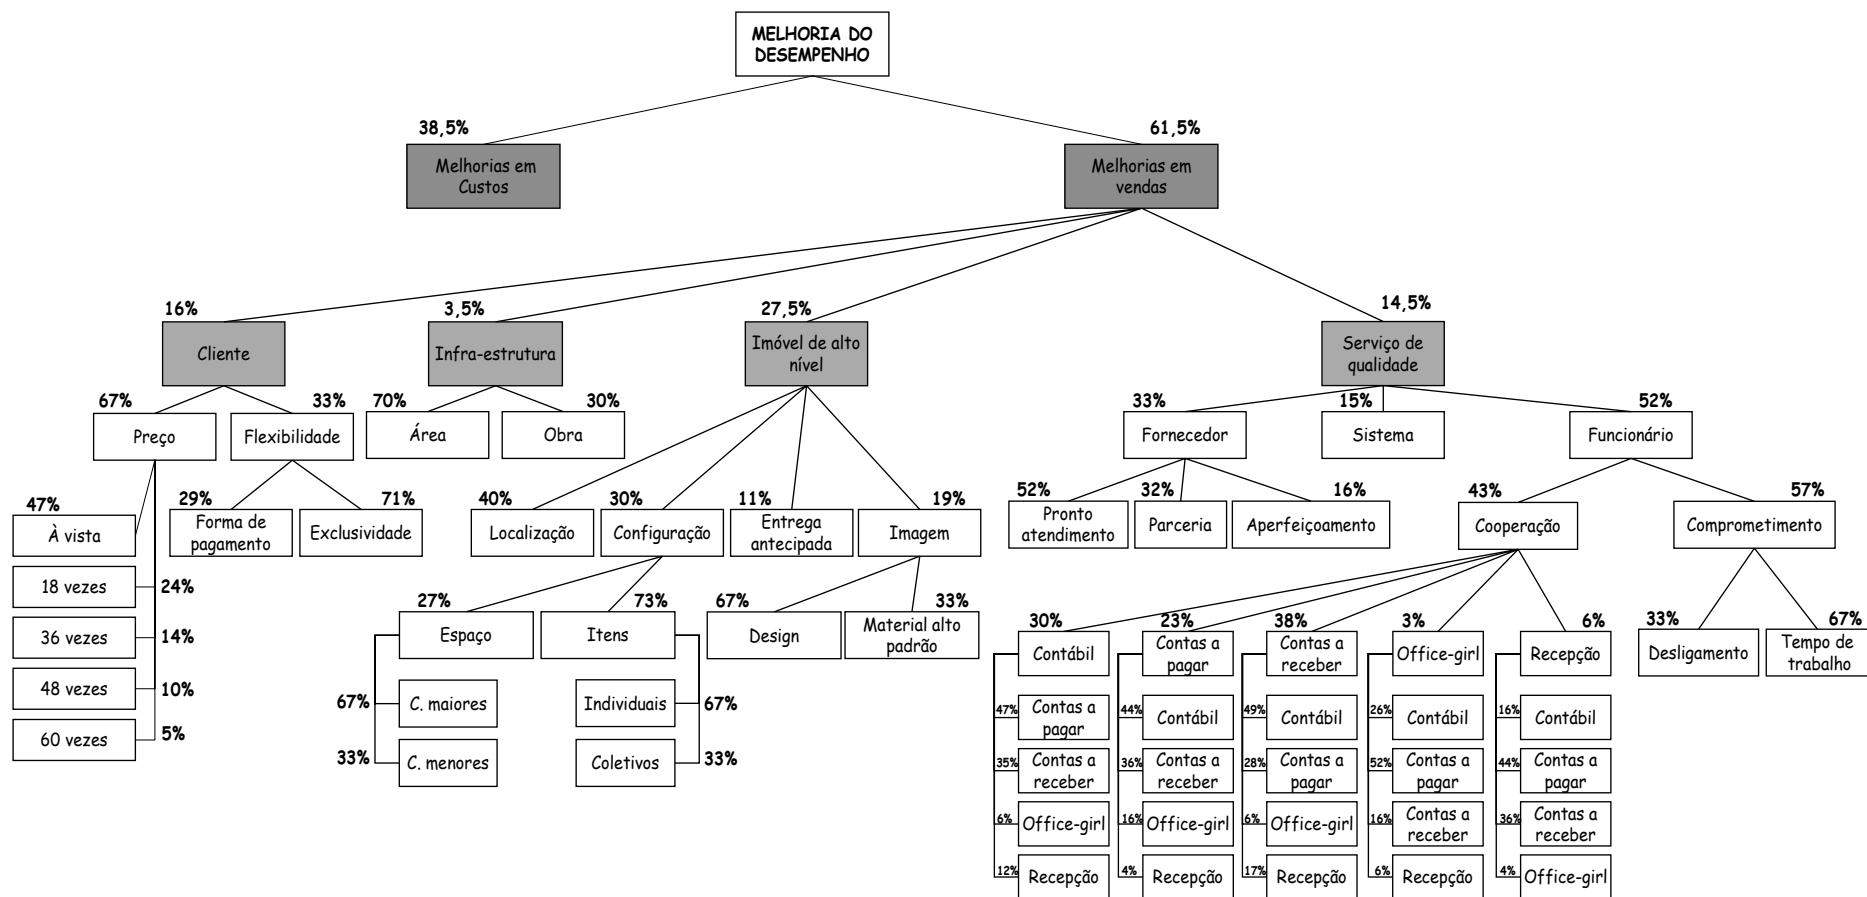 MELHORIA DO
DESEMPENHO
38,5%
61,5%
Melhorias em
Custos
Melhorias em
vendas
16%
3,5%
27,5%
14,5%
Cliente
Infra-estrutura
Imóvel de alto
nível
Serviço de
qualidade
67%
33%
70%
30%
33%
15%
52%
Preço
Flexibilidade
Área
Obra
Fornecedor
Sistema
Funcionário
47%
29%
71%
40%
30%
11%
19%
52%
32%
16%
43%
57%
À vista
Forma de
pagamento
Exclusividade
Localização
Configuração
Entrega
antecipada
Imagem
Pronto
atendimento
Parceria
Aperfeiçoamento
Cooperação
Comprometimento
18 vezes
24%
36 vezes
14%
48 vezes
10%
60 vezes
5%
27%
73%
67%
33%
Espaço
Itens
Design
Material alto
padrão
67%
C. maiores
Individuais
67%
33%
C. menores
Coletivos
33%
30%
23%
38%
3%
6%
33%
67%
Contábil
Contas a
pagar
Contas a
receber
Office-girl
Recepção
Desligamento
Tempo de
trabalho
47%
Contas a
pagar
44%
Contábil
49%
Contábil
26%
Contábil
16%
Contábil
35%
Contas a
receber
36%
Contas a
receber
28%
Contas a
pagar
52%
Contas a
pagar
44%
Contas a
pagar
6%
Office-girl
16%
Office-girl
6%
Office-girl
16%
Contas a
receber
36%
Contas a
receber
12%
Recepção
4%
Recepção
17%
Recepção
6%
Recepção
4%
Office-girl